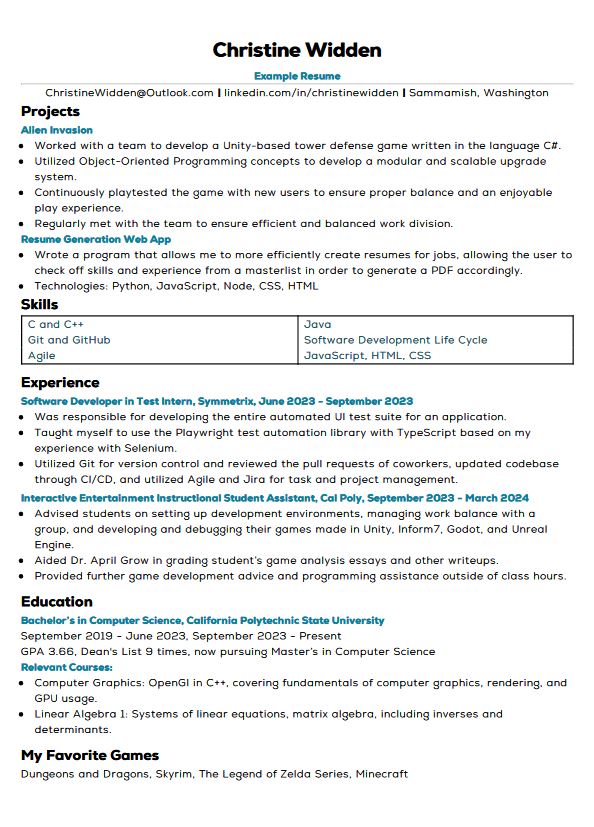 Christine Widden
Example Resume
ChristineWidden@Outlook.com | linkedin.com/in/christinewidden | Sammamish, Washington
Projects
Alien Invasion
● Worked with a team to develop a Unity-based tower defense game written in the language C#.
● Utilized Object-Oriented Programming concepts to develop a modular and scalable upgrade
system.
● Continuously playtested the game with new users to ensure proper balance and an enjoyable
play experience.
● Regularly met with the team to ensure efficient and balanced work division.
Resume Generation Web App
● Wrote a program that allows me to more efficiently create resumes for jobs, allowing the user to
check off skills and experience from a masterlist in order to generate a PDF accordingly.
● Technologies: Python, JavaScript, Node, CSS, HTML
Skills
C and C++
Git and GitHub
Agile
Java
Software Development Life Cycle
JavaScript, HTML, CSS
Experience
Software Developer in Test Intern, Symmetrix, June 2023 - September 2023
● Was responsible for developing the entire automated UI test suite for an application.
● Taught myself to use the Playwright test automation library with TypeScript based on my
experience with Selenium.
● Utilized Git for version control and reviewed the pull requests of coworkers, updated codebase
through CI/CD, and utilized Agile and Jira for task and project management.
Interactive Entertainment Instructional Student Assistant, Cal Poly, September 2023 - March 2024
● Advised students on setting up development environments, managing work balance with a
group, and developing and debugging their games made in Unity, Inform7, Godot, and Unreal
Engine.
● Aided Dr. April Grow in grading student's game analysis essays and other writeups.
● Provided further game development advice and programming assistance outside of class hours.
Education
Bachelor's in Computer Science, California Polytechnic State University
September 2019 - June 2023, September 2023 - Present
GPA 3.66, Dean's List 9 times, now pursuing Master's in Computer Science
Relevant Courses:
● Computer Graphics: OpenGl in C++, covering fundamentals of computer graphics, rendering, and
GPU usage.
● Linear Algebra 1: Systems of linear equations, matrix algebra, including inverses and
determinants.
My Favorite Games
Dungeons and Dragons, Skyrim, The Legend of Zelda Series, Minecraft